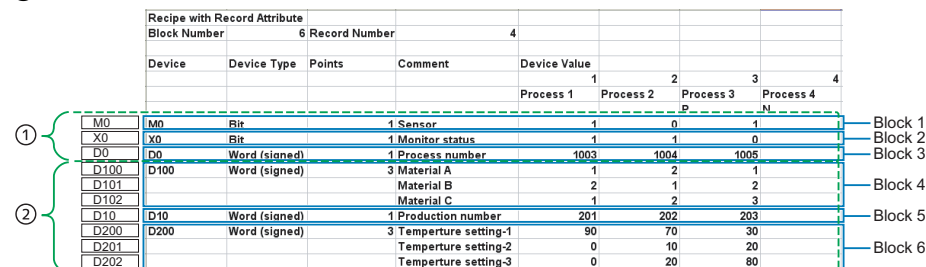 Recipe with Record Attribute
Block Number 6 Record Number 4
Device Device Type Points Comment Device Value
1 2 3 4
Process 1 Process 2 Process 3 Process 4
P N
M0 M0 Bit 1 Sensor 1 0 1 Block 1
X0 X0 Bit 1 Monitor status 1 1 0 Block 2
① D0 D0 Word (signed) 1 Process number 1003 1004 1005 Block 3
D100 D100 Word (signed) 3 Material A 1 2 1
D101 Material B 2 1 2 Block 4
D102 Material C 1 2 3
② D10 D10 Word (signed) 1 Production number 201 202 203 Block 5
D200 D200 Word (signed) 3 Temperture setting-1 90 70 30
D201 Temperture setting-2 0 10 20 Block 6
D202 Temperture setting-3 0 20 80